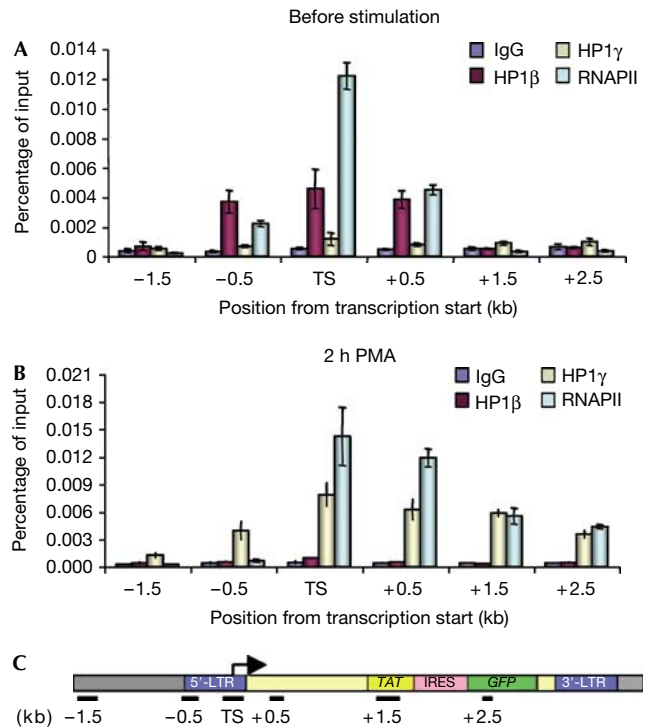 Before stimulation
A
IgG
HP1γ
HP1β
RNAPII
Percentage of input
0.014
0.012
0.010
0.008
0.006
0.004
0.002
0
−1.5
−0.5
TS
+0.5
+1.5
+2.5
Position from transcription start (kb)
2 h PMA
B
IgG
HP1γ
HP1β
RNAPII
Percentage of input
0.021
0.018
0.015
0.012
0.009
0.006
0.003
0.000
−1.5
−0.5
TS
+0.5
+1.5
+2.5
Position from transcription start (kb)
C
5′-LTR
TAT
IRES
GFP
3′-LTR
(kb) −1.5 −0.5 TS +0.5 +1.5 +2.5